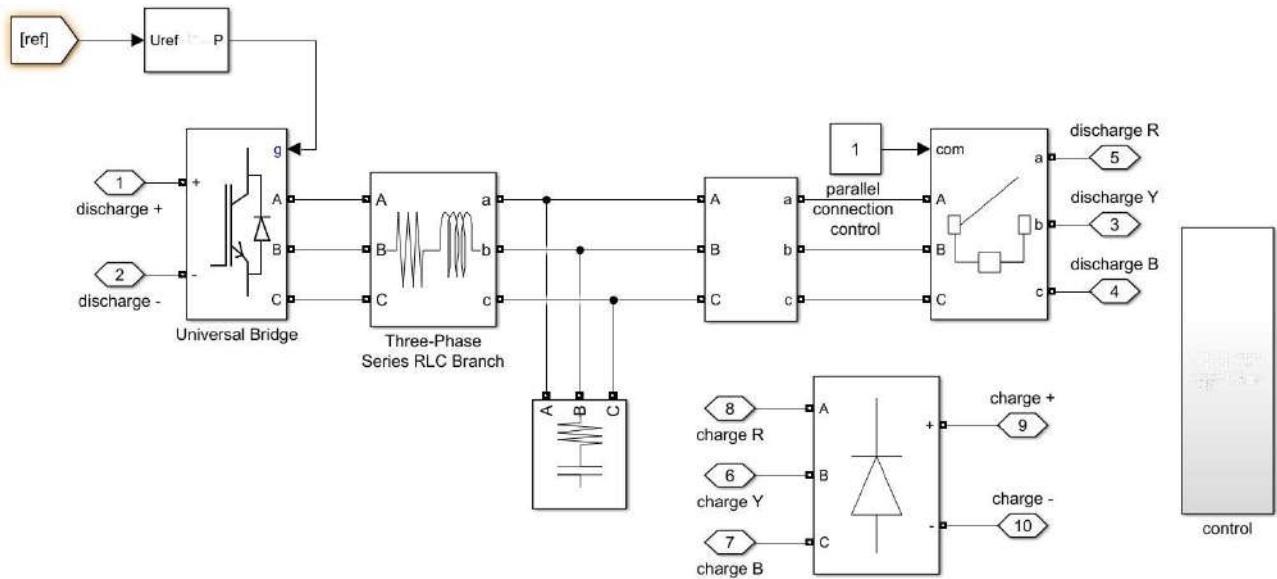 [ref]
Uref
P
g
1
discharge +
+
2
discharge -
-
A
B
C
Universal Bridge
A
B
C
a
b
c
Three-Phase
Series RLC Branch
A
B
C
A
B
C
a
b
c
1
parallel
connection
control
com
A
B
C
a
b
c
discharge R
5
discharge Y
3
discharge B
4
8
charge R
6
charge Y
7
charge B
A
B
C
+
-
charge +
9
charge -
10
control